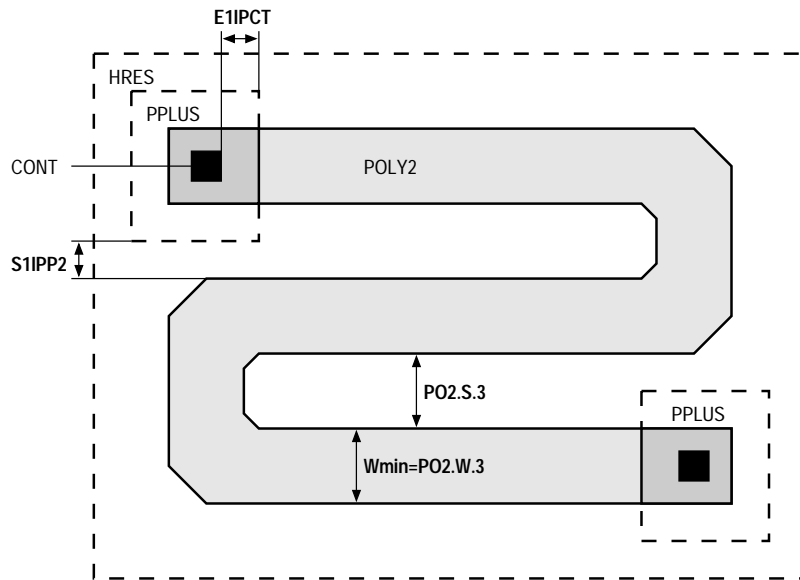 E1IPCT
HRES
PPLUS
CONT
POLY2
S1IPP2
PO2.S.3
PPLUS
Wmin=PO2.W.3